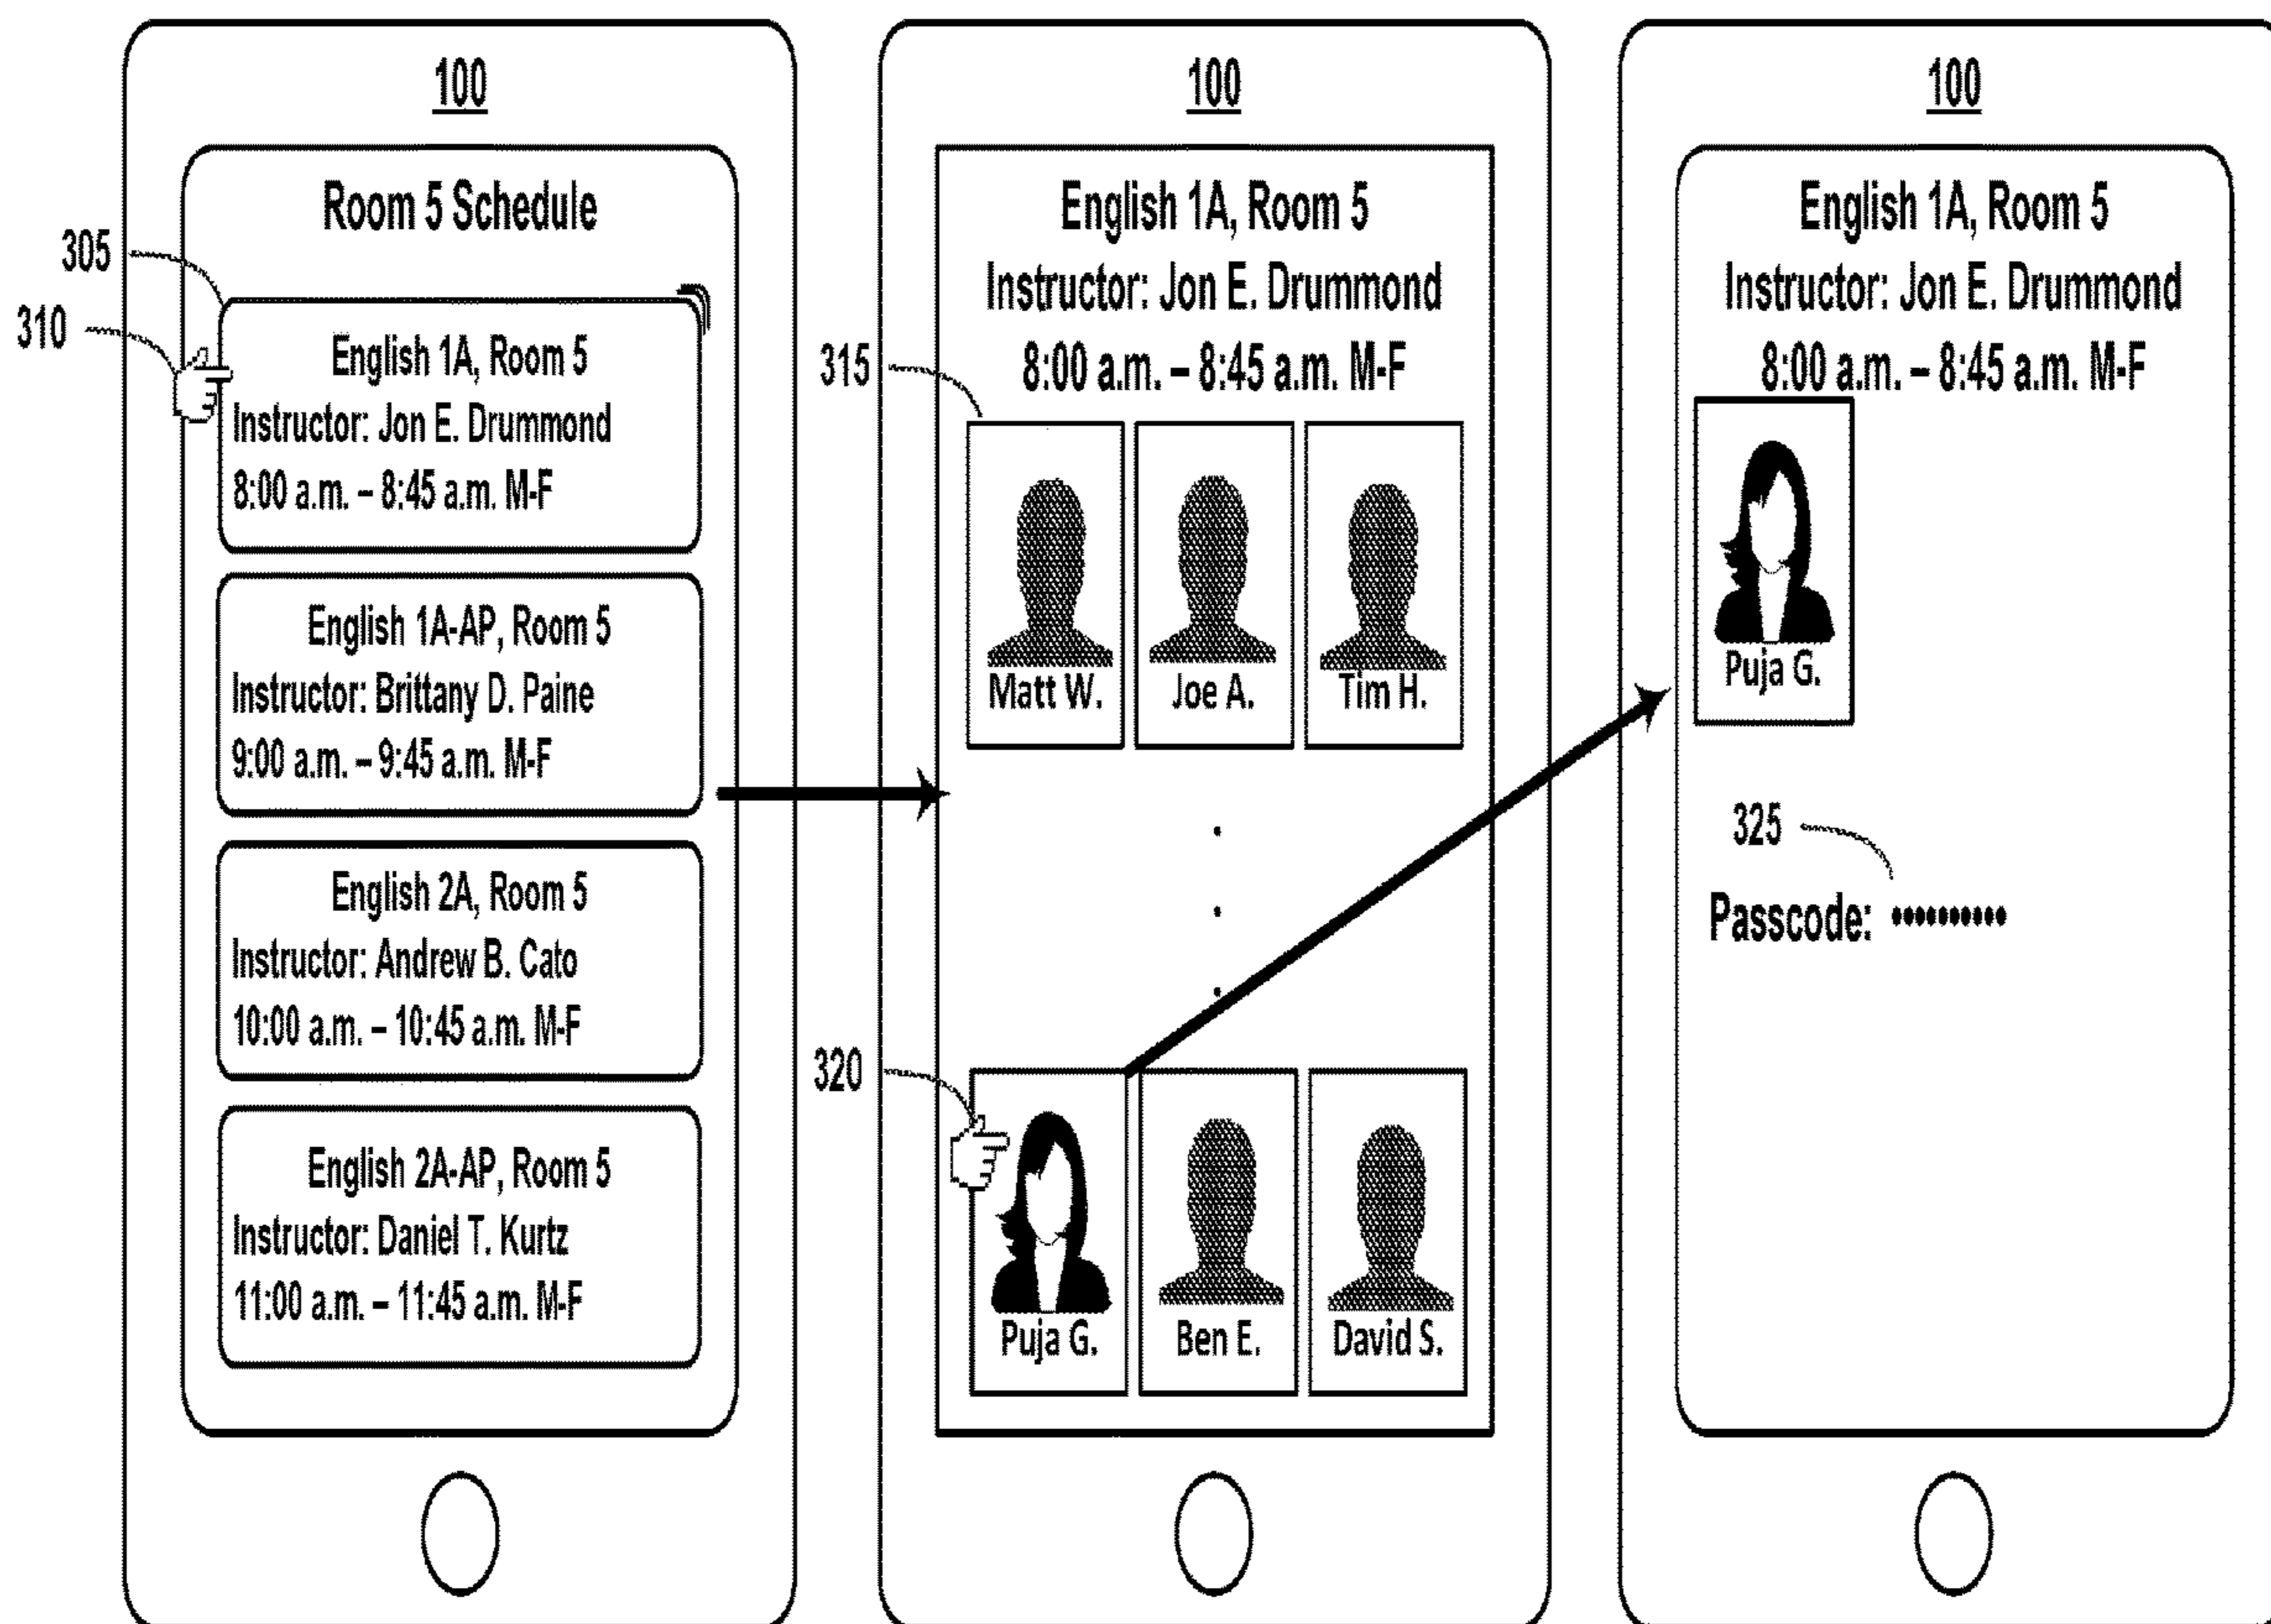 100
Room 5 Schedule
305
310
English 1A, Room 5
Instructor: Jon E. Drummond
8:00 a.m. – 8:45 a.m. M-F
English 1A-AP, Room 5
Instructor: Brittany D. Paine
9:00 a.m. – 9:45 a.m. M-F
English 2A, Room 5
Instructor: Andrew B. Cato
10:00 a.m. – 10:45 a.m. M-F
English 2A-AP, Room 5
Instructor: Daniel T. Kurtz
11:00 a.m. – 11:45 a.m. M-F
100
English 1A, Room 5
Instructor: Jon E. Drummond
8:00 a.m. – 8:45 a.m. M-F
315
Matt W. Joe A. Tim H.
320
Puja G. Ben E. David S.
100
English 1A, Room 5
Instructor: Jon E. Drummond
8:00 a.m. – 8:45 a.m. M-F
Puja G.
325
Passcode: ••••••••••